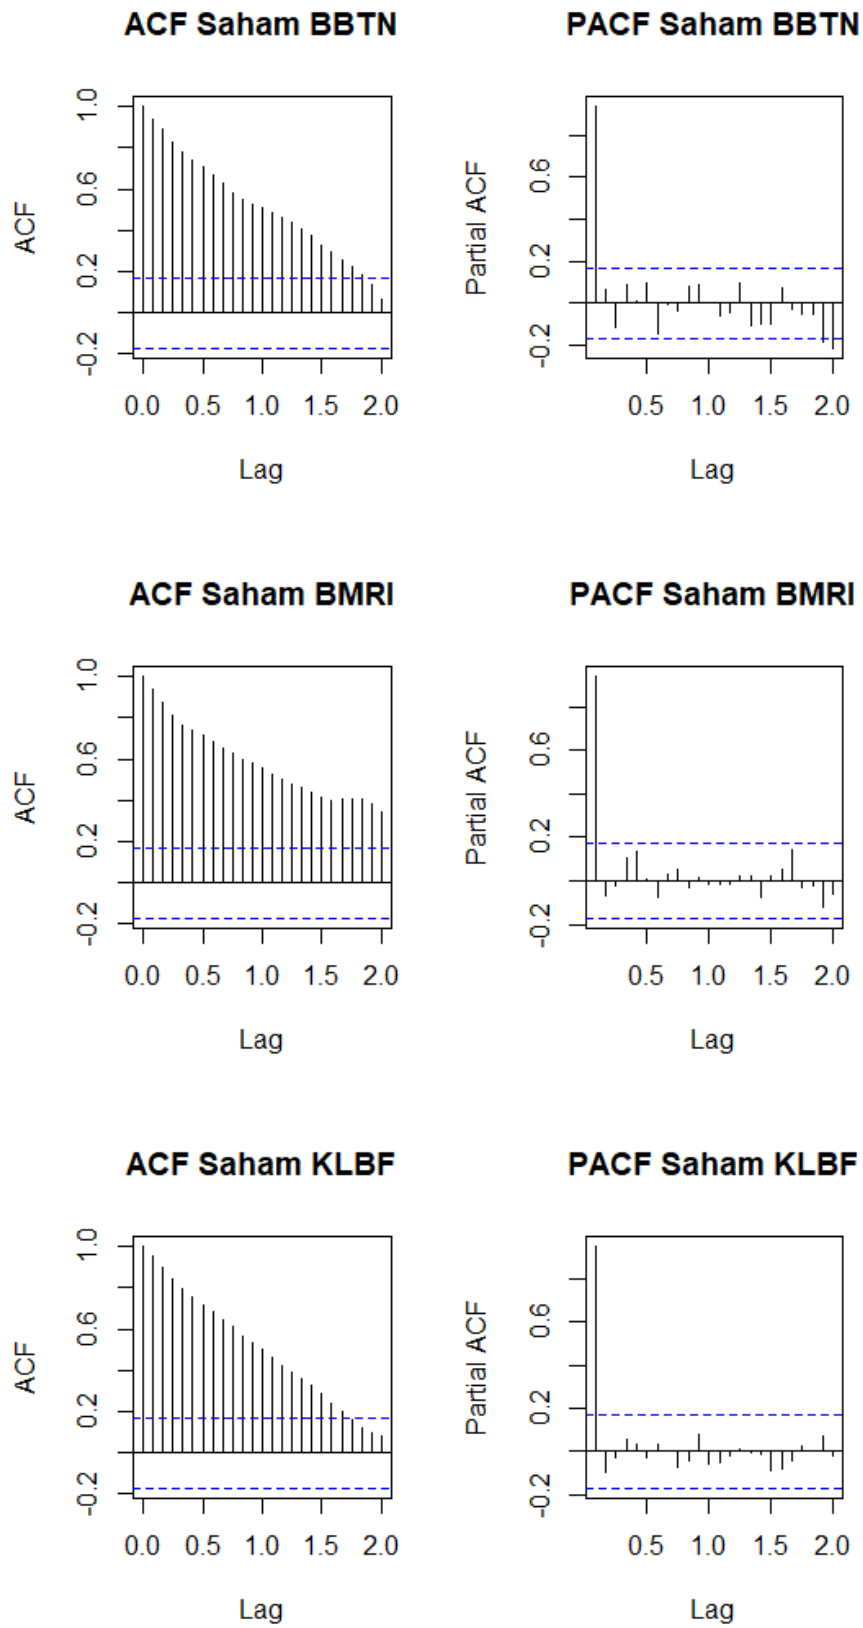 ACF Saham BBTN
ACF
1.0
0.6
0.2
-0.2
0.0 0.5 1.0 1.5 2.0
Lag
PACF Saham BBTN
Partial ACF
0.6
0.2
-0.2
0.5 1.0 1.5 2.0
Lag
ACF Saham BMRI
ACF
1.0
0.6
0.2
-0.2
0.0 0.5 1.0 1.5 2.0
Lag
PACF Saham BMRI
Partial ACF
0.6
0.2
-0.2
0.5 1.0 1.5 2.0
Lag
ACF Saham KLBF
ACF
1.0
0.6
0.2
-0.2
0.0 0.5 1.0 1.5 2.0
Lag
PACF Saham KLBF
Partial ACF
0.6
0.2
-0.2
0.5 1.0 1.5 2.0
Lag